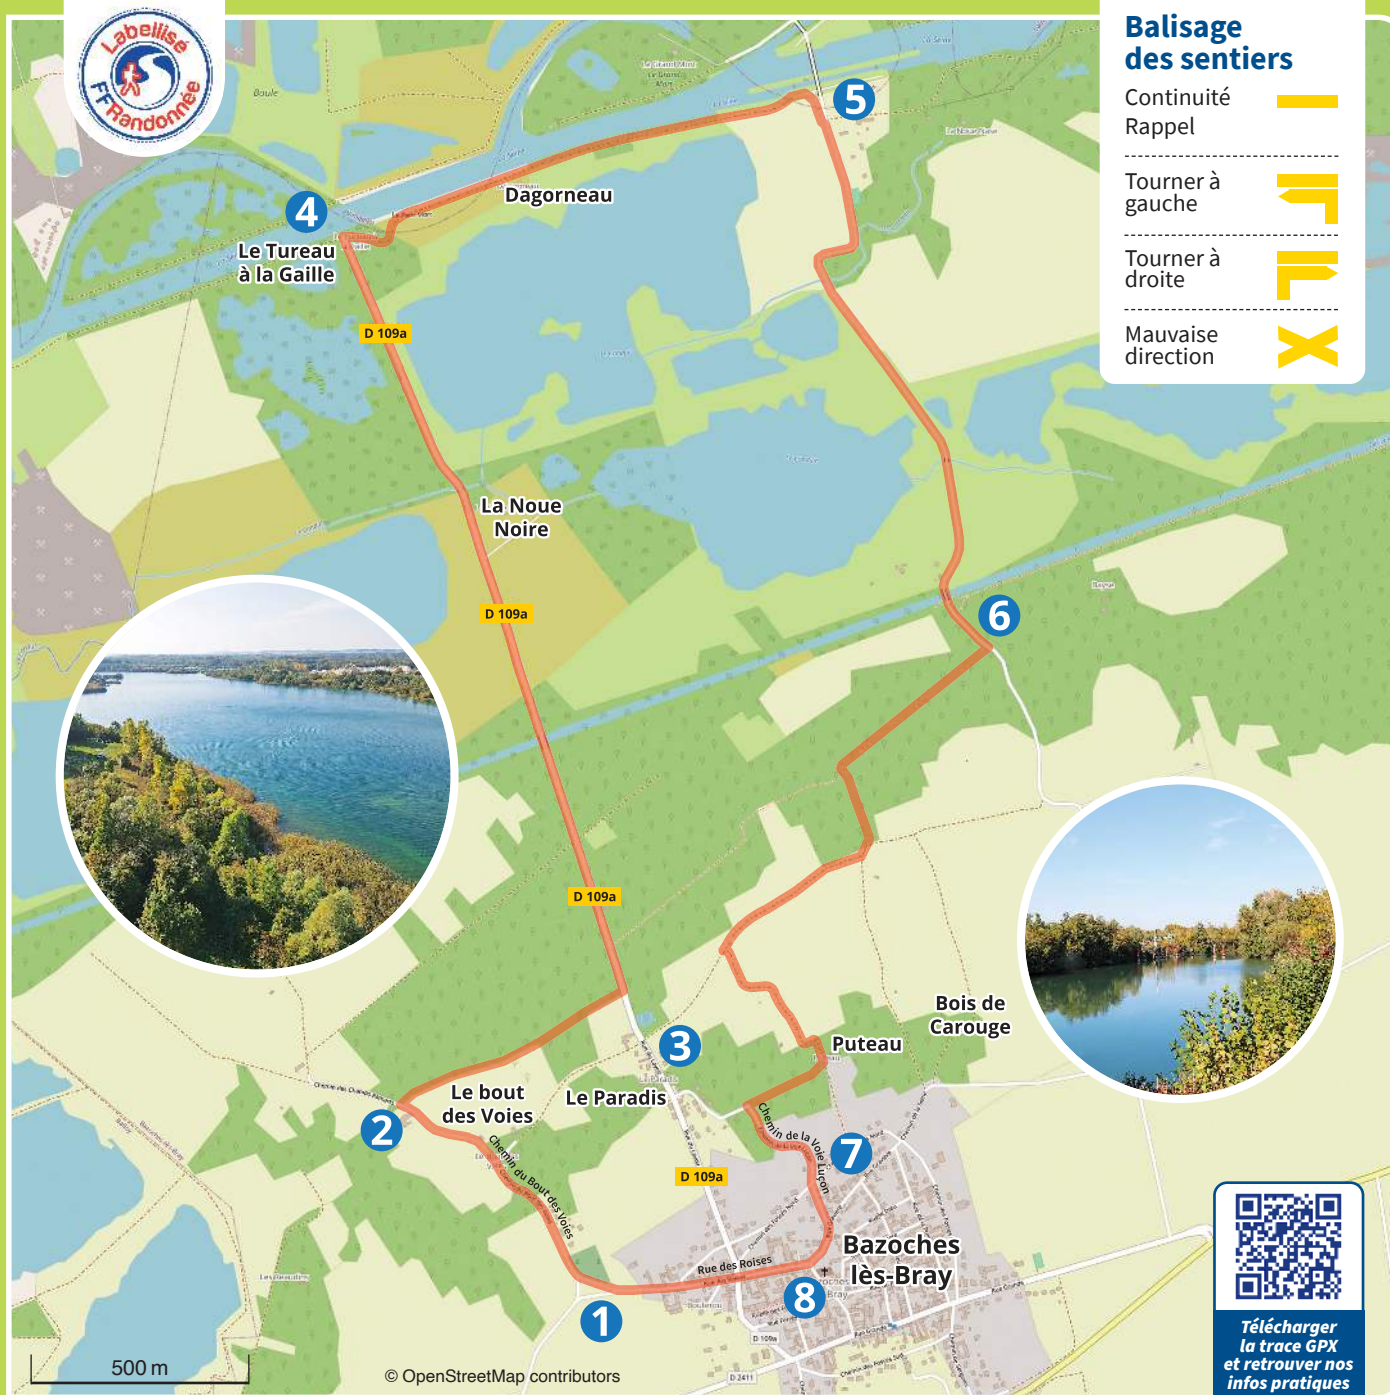 Labellisé
FFRandonnée
Balisage
des sentiers
Continuité
Rappel
Tourner à
gauche
Tourner à
droite
Mauvaise
direction
5
4
Dagorneau
Le Tureau
à la Gaille
D 109a
La Noue
Noire
D 109a
6
D 109a
Bois de
Carouge
3
Puteau
Le bout
des Voies
Le Paradis
2
Chemin du Bout des Voies
Chemin de la Voie Luçon
7
D 109a
Rue des Roises
Bazoches
lès-Bray
8
1
D 109a
D 2411
500 m
© OpenStreetMap contributors
Télécharger
la trace GPX
et retrouver nos
infos pratiques